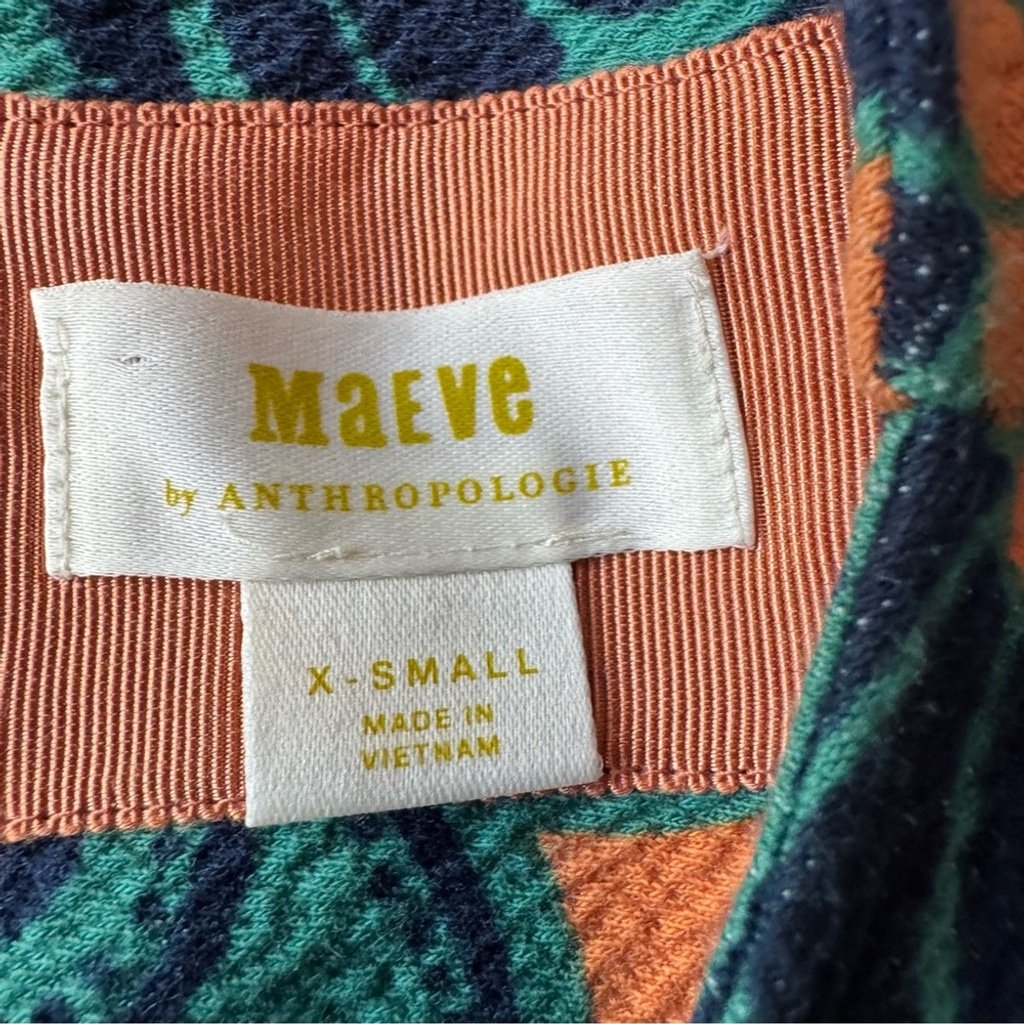 MaEVe
by ANTHROPOLOGIE
X-SMALL
MADE IN
VIETNAM